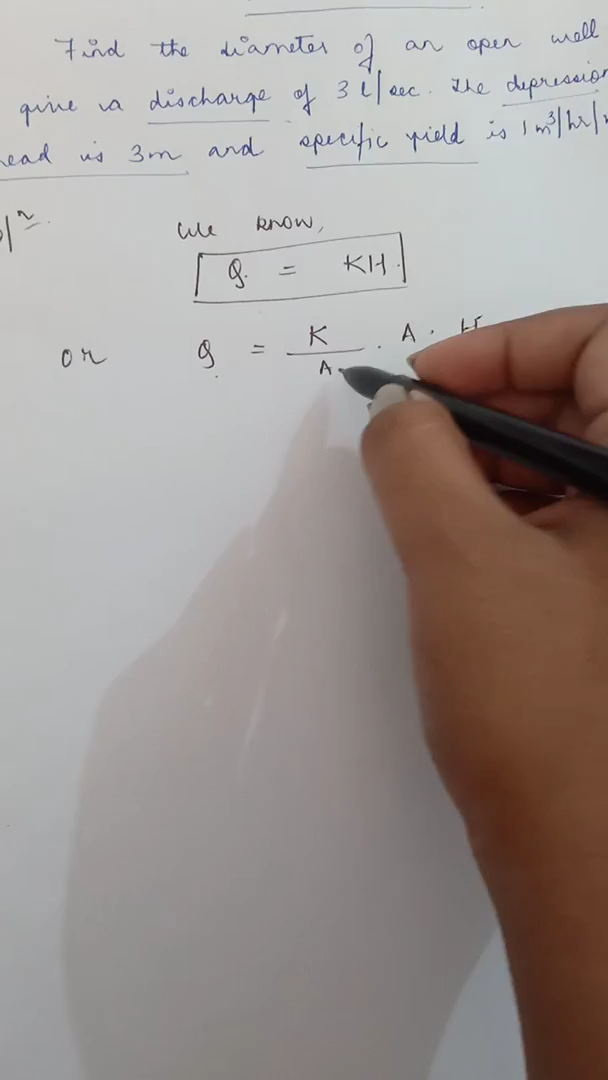 Find the diameter of an open well
give a discharge of 3 l/sec. The depression
head is 3m and specific yield is 1 m³/hr/
We know,
Q = KH.
or Q = K/A . A . H